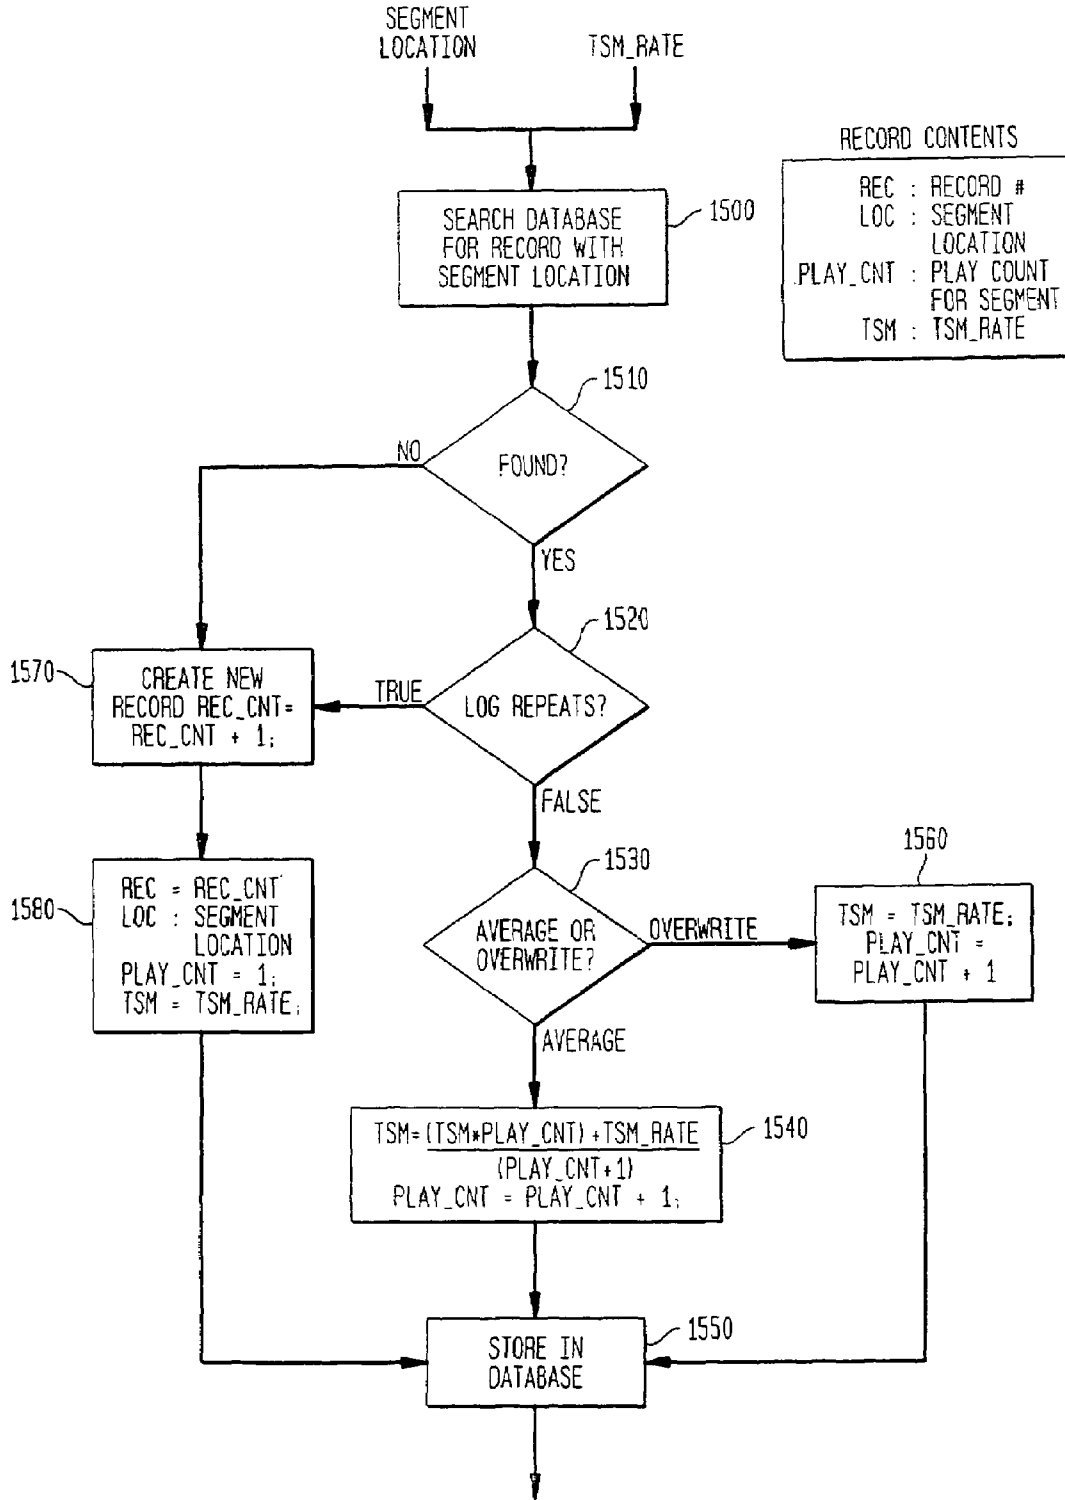 SEGMENT
LOCATION
TSM_RATE
RECORD CONTENTS
REC : RECORD #
LOC : SEGMENT
LOCATION
PLAY_CNT : PLAY COUNT
FOR SEGMENT
TSM : TSM_RATE
1500
SEARCH DATABASE
FOR RECORD WITH
SEGMENT LOCATION
1510
FOUND?
NO
YES
1520
LOG REPEATS?
TRUE
FALSE
1570
CREATE NEW
RECORD REC_CNT=
REC_CNT + 1;
1580
REC = REC_CNT
LOC : SEGMENT
LOCATION
PLAY_CNT = 1;
TSM = TSM_RATE;
1530
AVERAGE OR
OVERWRITE?
OVERWRITE
AVERAGE
1560
TSM = TSM_RATE;
PLAY_CNT =
PLAY_CNT + 1
1540
TSM=(TSM*PLAY_CNT)+TSM_RATE
(PLAY_CNT+1)
PLAY_CNT = PLAY_CNT + 1;
1550
STORE IN
DATABASE